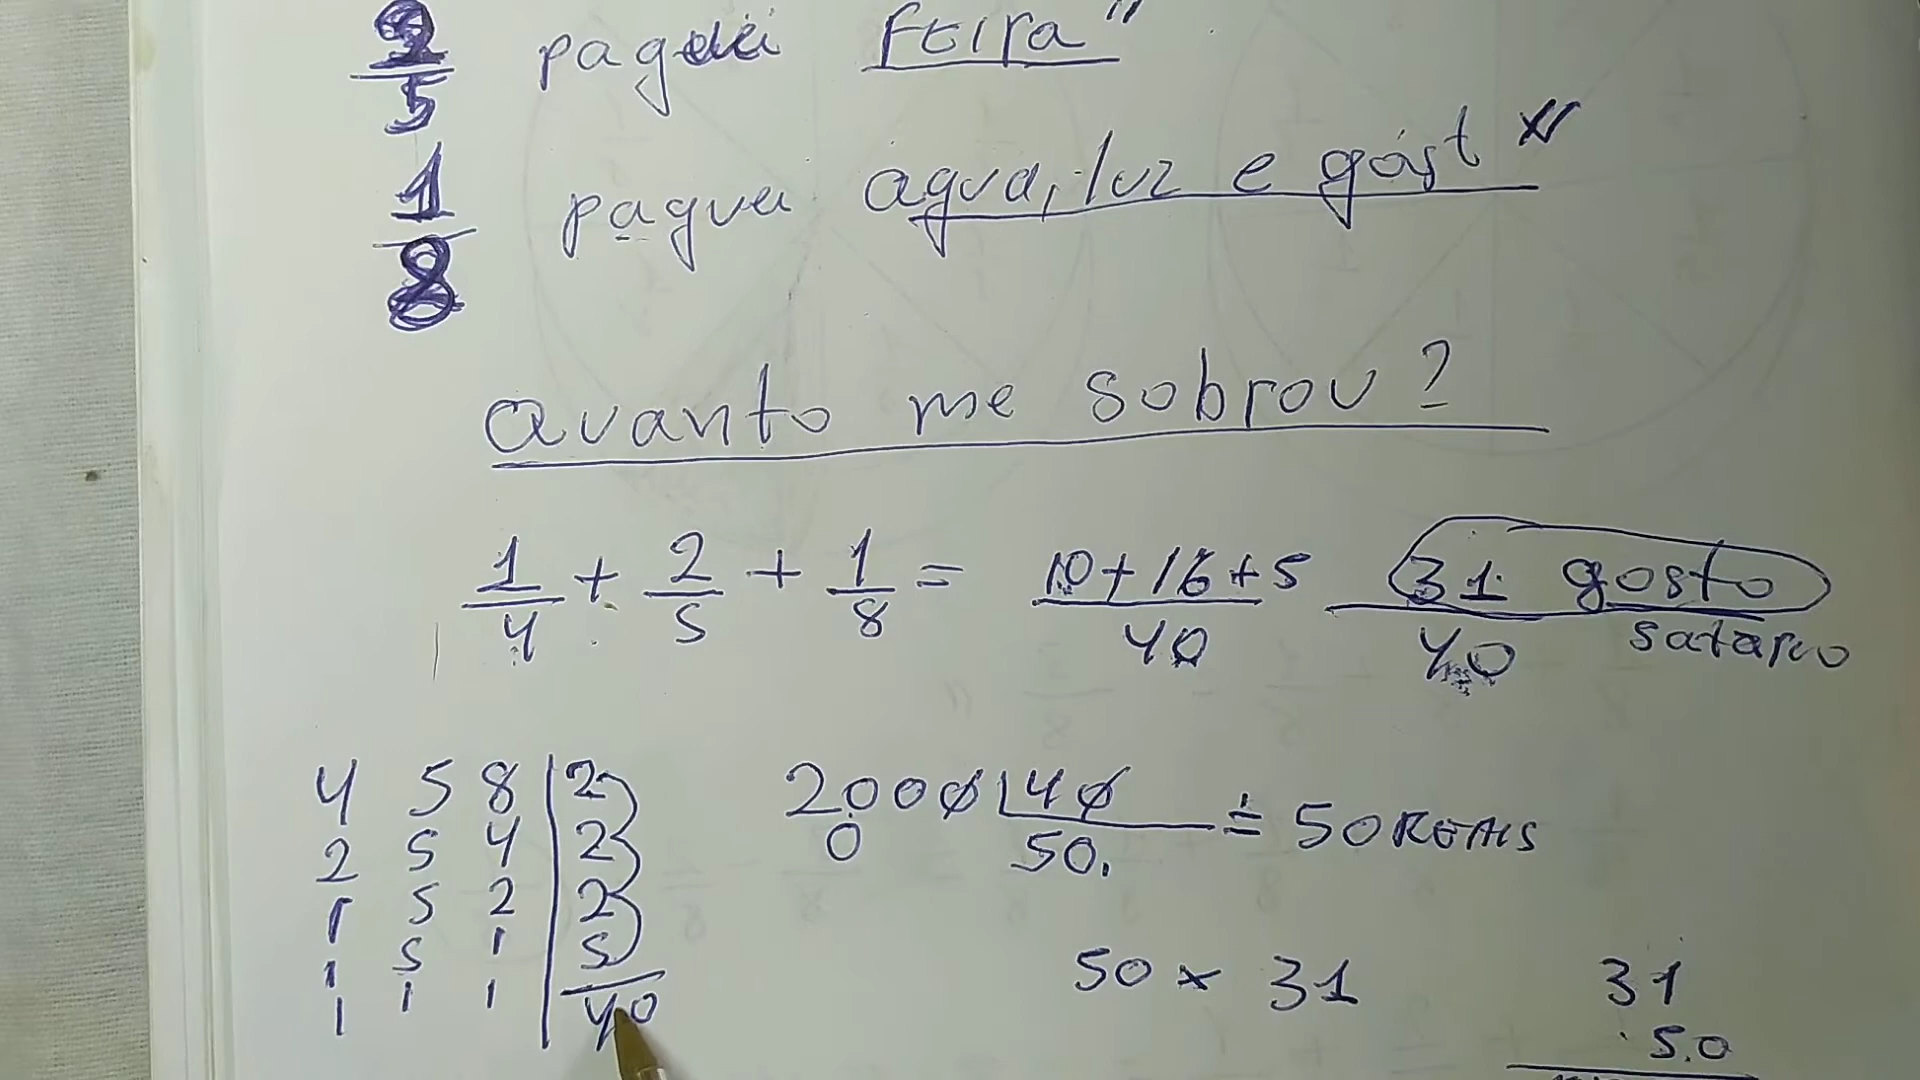 2/5 paguei FEIRA"
1/8 paguei água, luz e gást "
Quanto me sobrou?
1/4 + 2/5 + 1/8 = 10+16+5/40 31/40 gosto
satario
4 5 8 | 2
2 5 4 | 2
1 5 2 | 2
1 5 1 | 5
1 1 1 | 40
2000 | 40 = 50 REAIS
0 50.
50 x 31
31
50